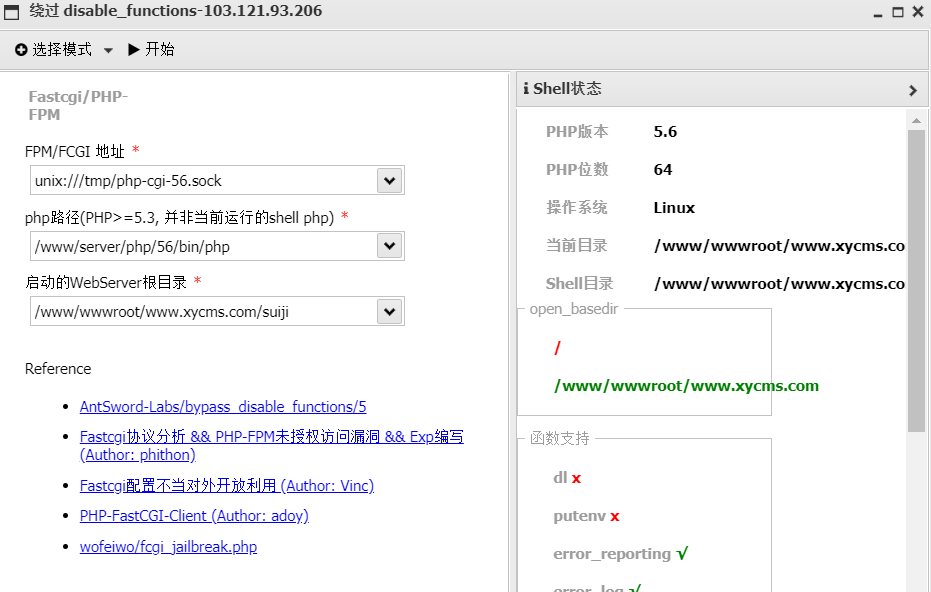 绕过 disable_functions-103.121.93.206
选择模式
开始
Fastcgi/PHP-
FPM
FPM/FCGI 地址 *
unix:///tmp/php-cgi-56.sock
php路径(PHP>=5.3, 并非当前运行的shell php) *
/www/server/php/56/bin/php
启动的WebServer根目录 *
/www/wwwroot/www.xycms.com/suiji
Reference
• AntSword-Labs/bypass_disable_functions/5
• Fastcgi协议分析 && PHP-FPM未授权访问漏洞 && Exp编写
(Author: phithon)
• Fastcgi配置不当对外开放利用 (Author: Vinc)
• PHP-FastCGI-Client (Author: adoy)
• wofeiwo/fcgi_jailbreak.php
Shell状态
PHP版本 5.6
PHP位数 64
操作系统 Linux
当前目录 /www/wwwroot/www.xycms.co
Shell目录 /www/wwwroot/www.xycms.co
open_basedir
/
/www/wwwroot/www.xycms.com
函数支持
dl x
putenv x
error_reporting √
error_log √